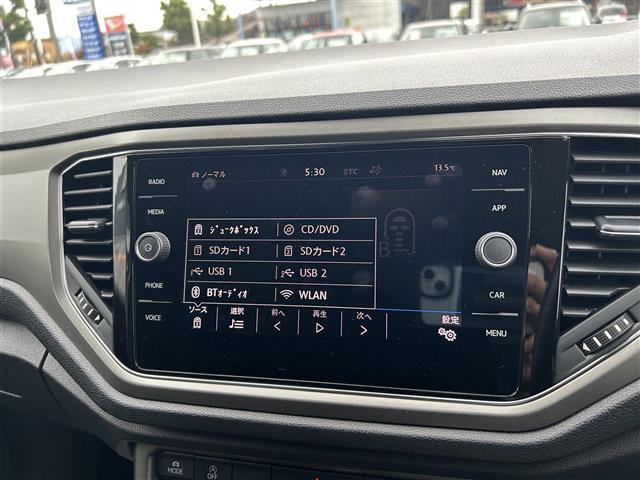 ノーマル 5:30 ETC 13.5℃
RADIO
MEDIA
PHONE
VOICE
ジュークボックス CD/DVD
SDカード1 SDカード2
USB 1 USB 2
BTオーディオ WLAN
ソース 選択 前へ 再生 次へ 設定
NAV
APP
CAR
MENU
MODE
OFF